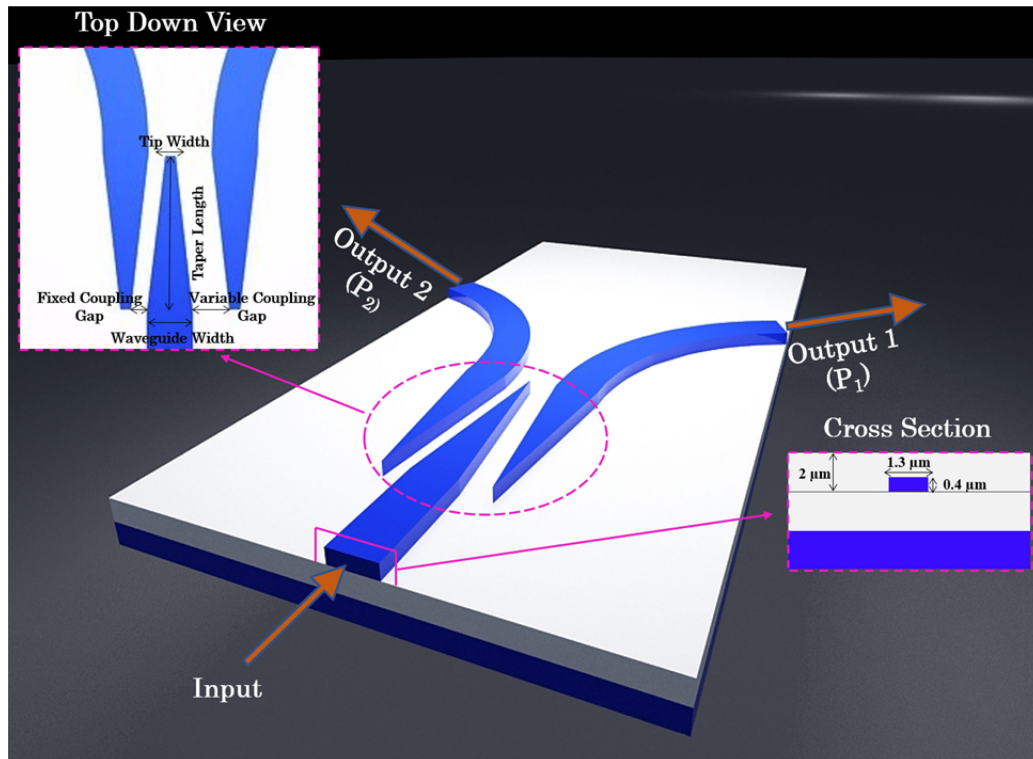 Top Down View
Tip Width
Taper Length
Fixed Coupling
Gap
Variable Coupling
Gap
Waveguide Width
Output 2
(P₂)
Output 1
(P₁)
Cross Section
1.3 μm
2 μm
0.4 μm
Input